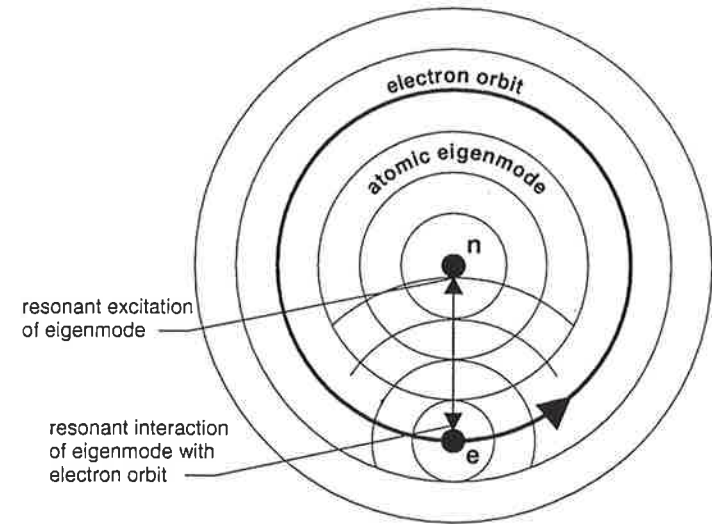 electron orbit
atomic eigenmode
n
resonant excitation
of eigenmode
resonant interaction
of eigenmode with
electron orbit
e